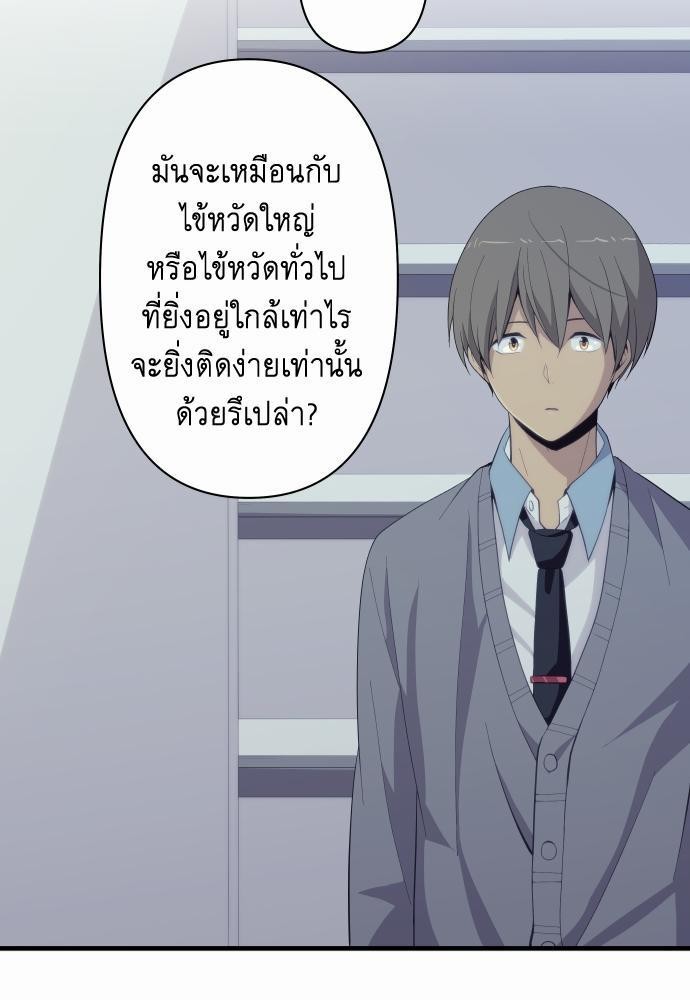 มันจะเหมือนกับ
ไข้หวัดใหญ่
หรือไข้หวัดทั่วไป
ที่ยิ่งอยู่ใกล้เท่าไร
จะยิ่งติดง่ายเท่านั้น
ด้วยรึเปล่า?